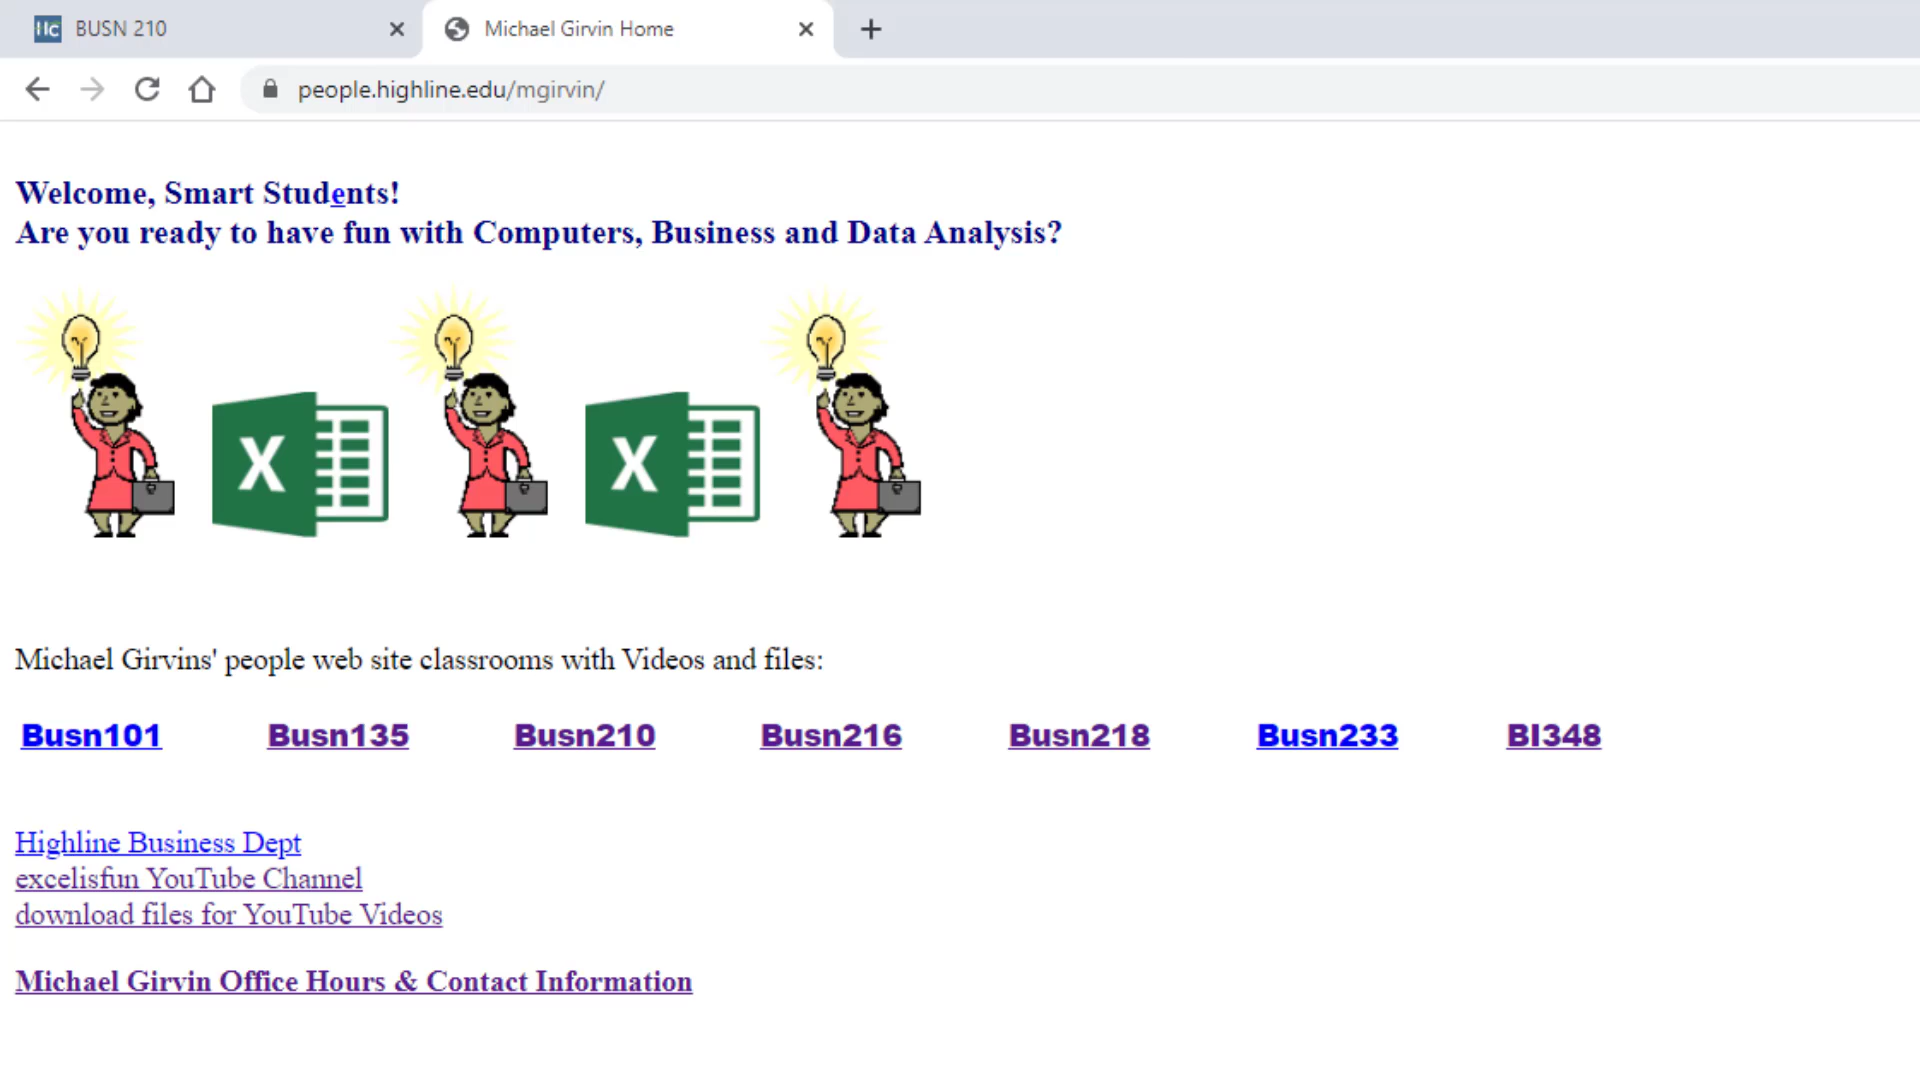 BUSN 210
Michael Girvin Home
people.highline.edu/mgirvin/
Welcome, Smart Students!
Are you ready to have fun with Computers, Business and Data Analysis?
X X
Michael Girvins' people web site classrooms with Videos and files:
Busn101 Busn135 Busn210 Busn216 Busn218 Busn233 BI348
Highline Business Dept
excelisfun YouTube Channel
download files for YouTube Videos
Michael Girvin Office Hours & Contact Information